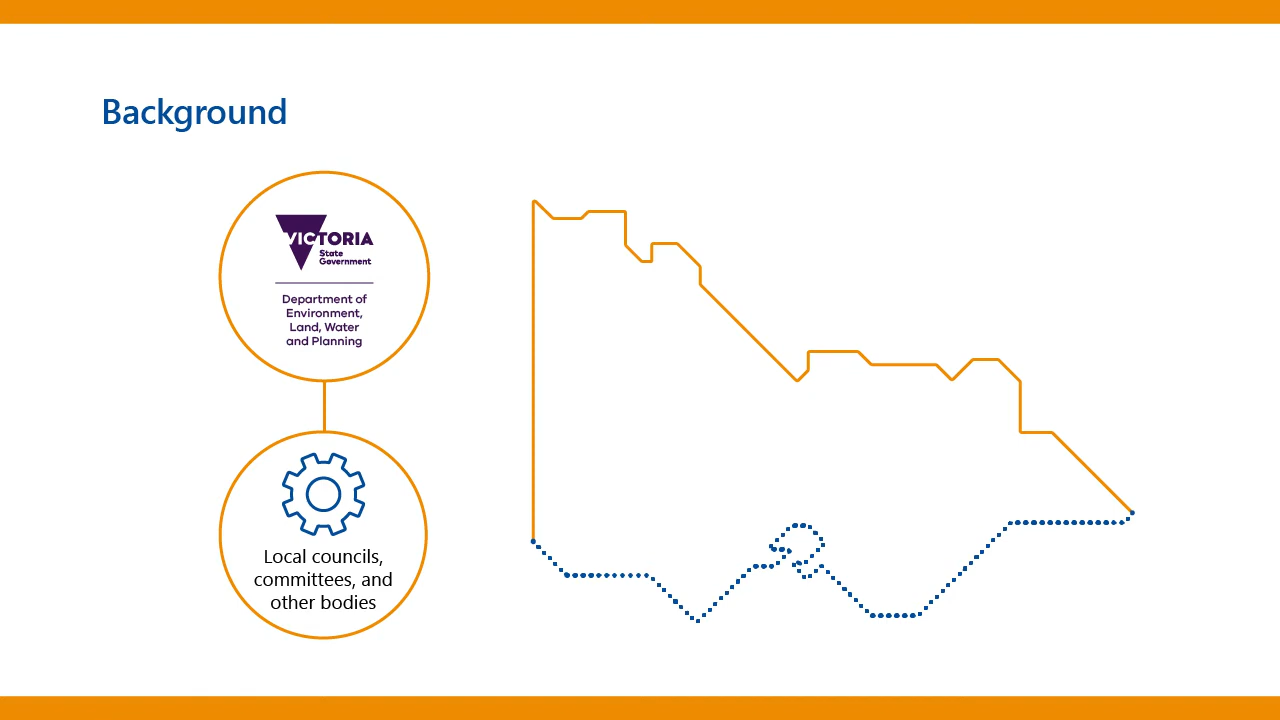 Background
VICTORIA
State
Government
Department of
Environment,
Land, Water
and Planning
Local councils,
committees, and
other bodies